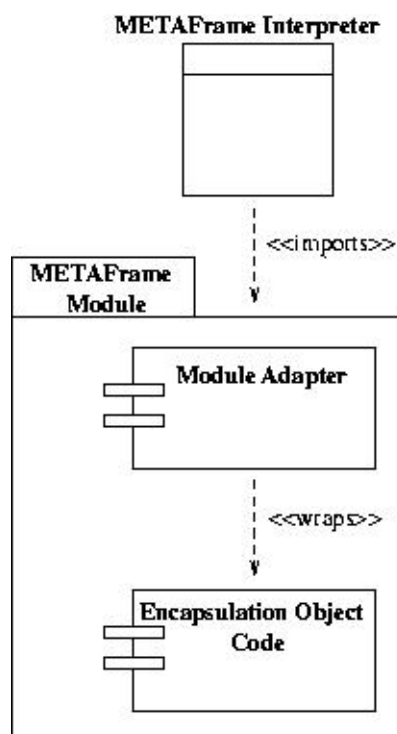 METAFrame Interpreter
<<imports>>
METAFrame
Module
Module Adapter
<<wraps>>
Encapsulation Object
Code